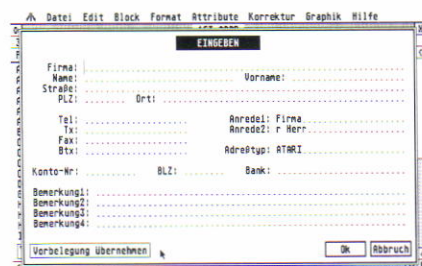 Datei Edit Block Format Attribute Korrektur Graphik Hilfe
EINGEBEN
Firma:
Name: Vorname:
Straße:
PLZ: Ort:
Tel: Anrede1: Firma
Tx: Anrede2: r Herr
Fax:
Btx: Adreßtyp: ATARI
Konto-Nr: BLZ: Bank:
Bemerkung1:
Bemerkung2:
Bemerkung3:
Bemerkung4:
Vorbelegung übernehmen Ok Abbruch